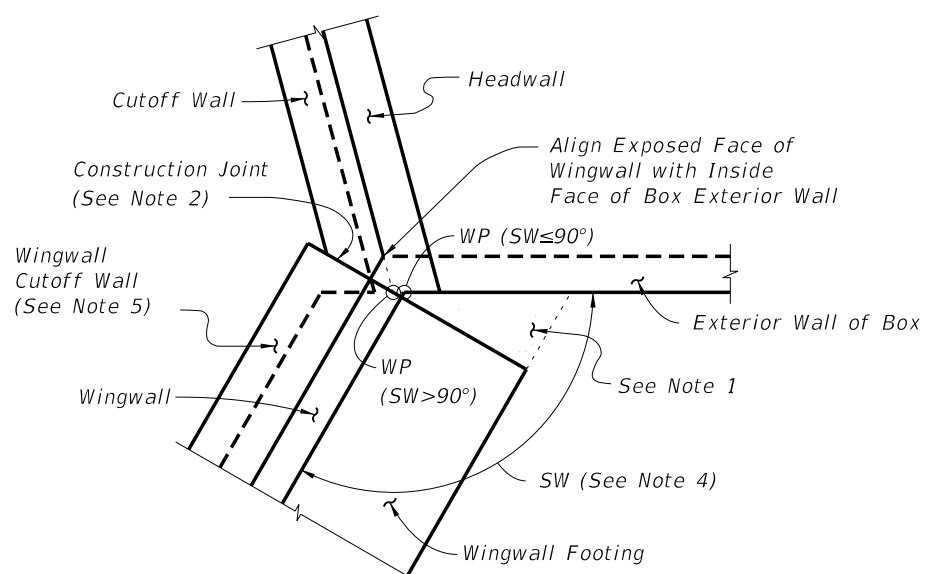 Headwall
Cutoff Wall
Align Exposed Face of
Wingwall with Inside
Face of Box Exterior Wall
Construction Joint
(See Note 2)
WP (SW≤90°)
Wingwall
Cutoff Wall
(See Note 5)
Exterior Wall of Box
WP
(SW>90°)
See Note 1
Wingwall
SW (See Note 4)
Wingwall Footing